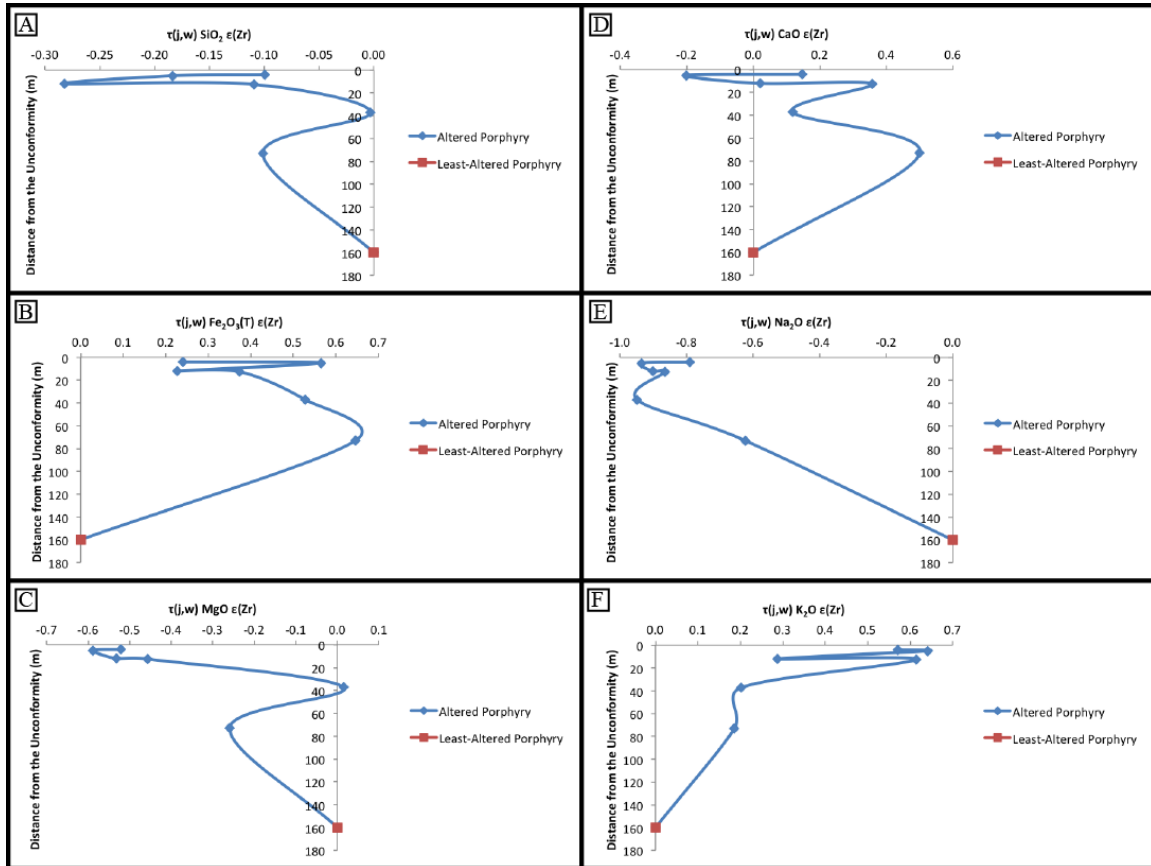 A
τ(j,w) SiO₂ ε(Zr)
-0.30 -0.25 -0.20 -0.15 -0.10 -0.05 0.00
Distance from the Unconformity (m)
0
20
40
60
80
100
120
140
160
180
Altered Porphyry
Least-Altered Porphyry
D
τ(j,w) CaO ε(Zr)
-0.4 -0.2 0.0 0.2 0.4 0.6
Distance from the Unconformity (m)
0
20
40
60
80
100
120
140
160
180
Altered Porphyry
Least-Altered Porphyry
B
τ(j,w) Fe₂O₃(T) ε(Zr)
0.0 0.1 0.2 0.3 0.4 0.5 0.6 0.7
Distance from the Unconformity (m)
0
20
40
60
80
100
120
140
160
180
Altered Porphyry
Least-Altered Porphyry
E
τ(j,w) Na₂O ε(Zr)
-1.0 -0.8 -0.6 -0.4 -0.2 0.0
Distance from the Unconformity (m)
0
20
40
60
80
100
120
140
160
180
Altered Porphyry
Least-Altered Porphyry
C
τ(j,w) MgO ε(Zr)
-0.7 -0.6 -0.5 -0.4 -0.3 -0.2 -0.1 0.0 0.1
Distance from the Unconformity (m)
0
20
40
60
80
100
120
140
160
180
Altered Porphyry
Least-Altered Porphyry
F
τ(j,w) K₂O ε(Zr)
0.0 0.1 0.2 0.3 0.4 0.5 0.6 0.7
Distance from the Unconformity (m)
0
20
40
60
80
100
120
140
160
180
Altered Porphyry
Least-Altered Porphyry